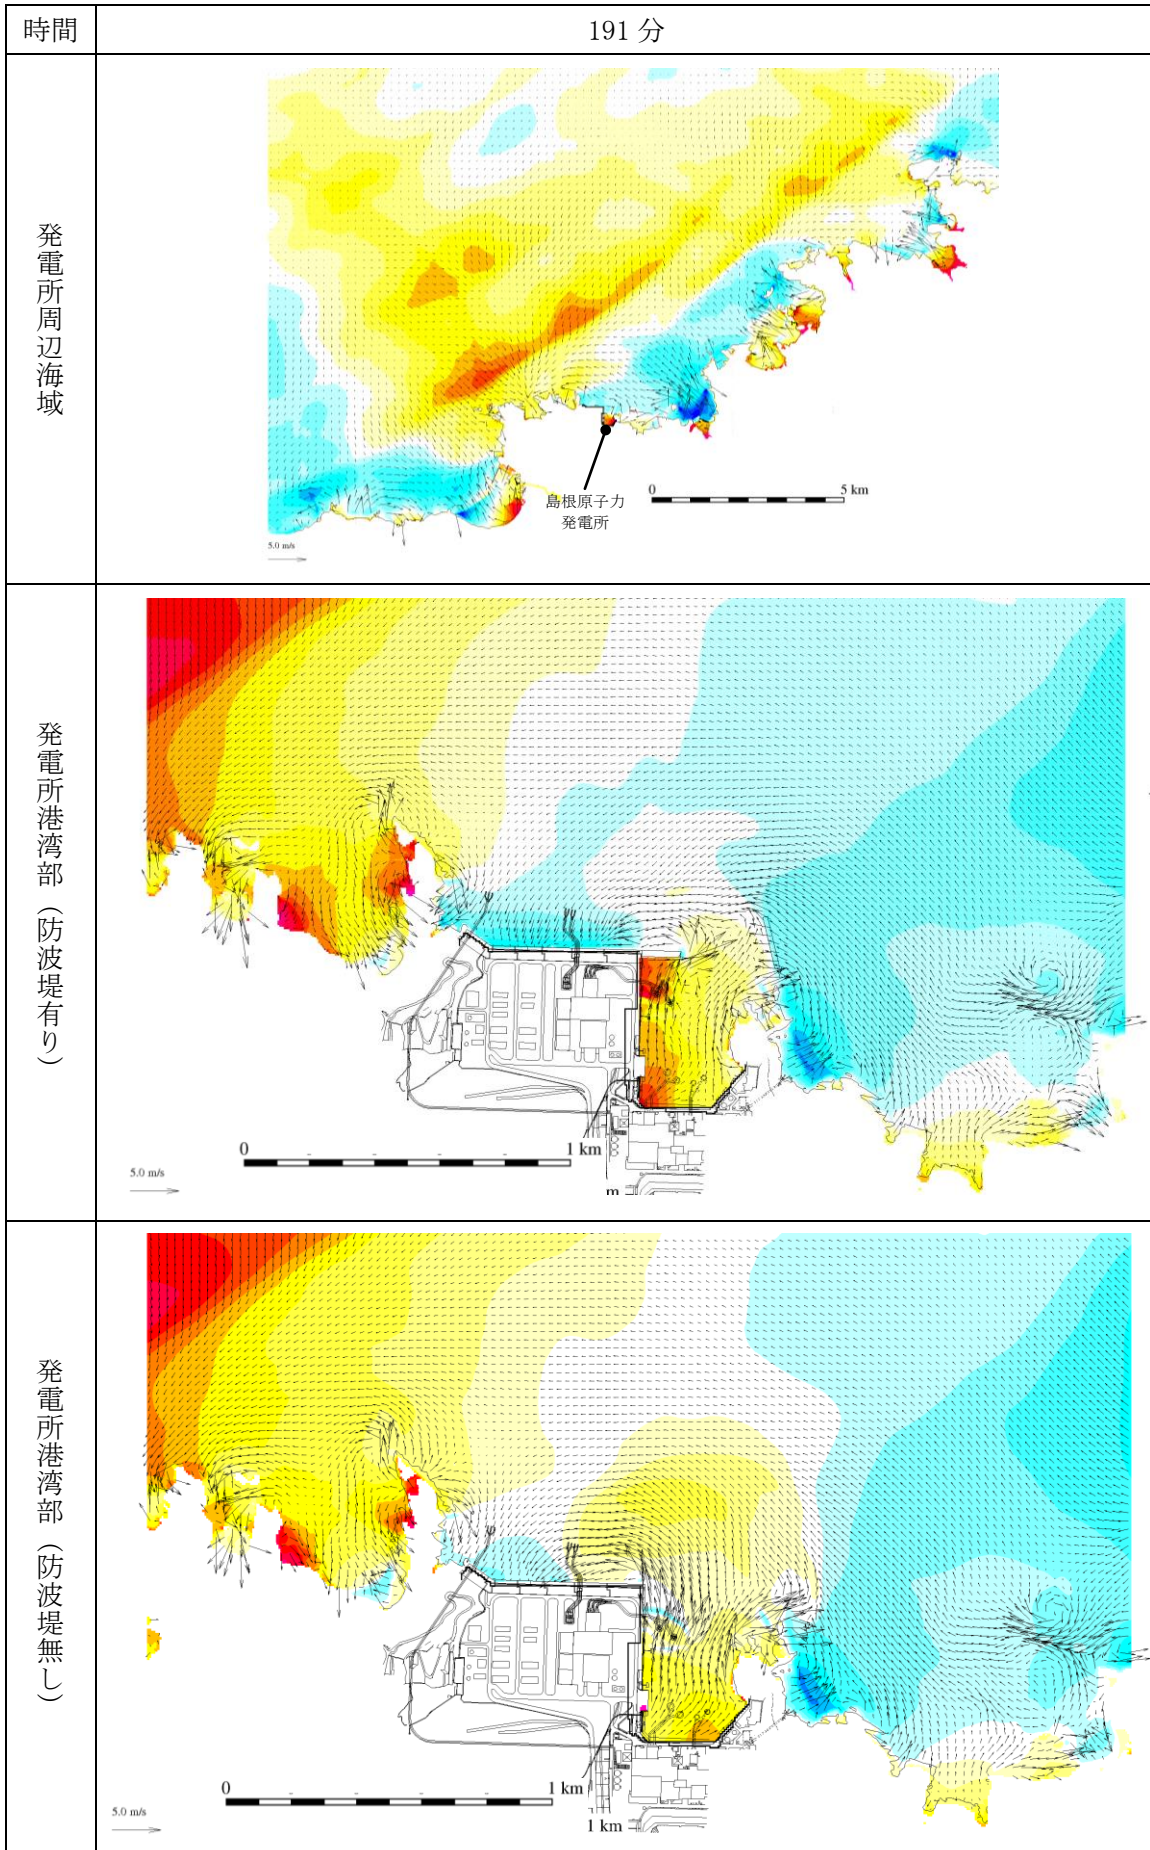 時間
191 分
発電所周辺海域
島根原子力
発電所
0
5 km
5.0 m/s
発電所港湾部（防波堤有り）
0
1 km
5.0 m/s
m
発電所港湾部（防波堤無し）
0
1 km
5.0 m/s
1 km